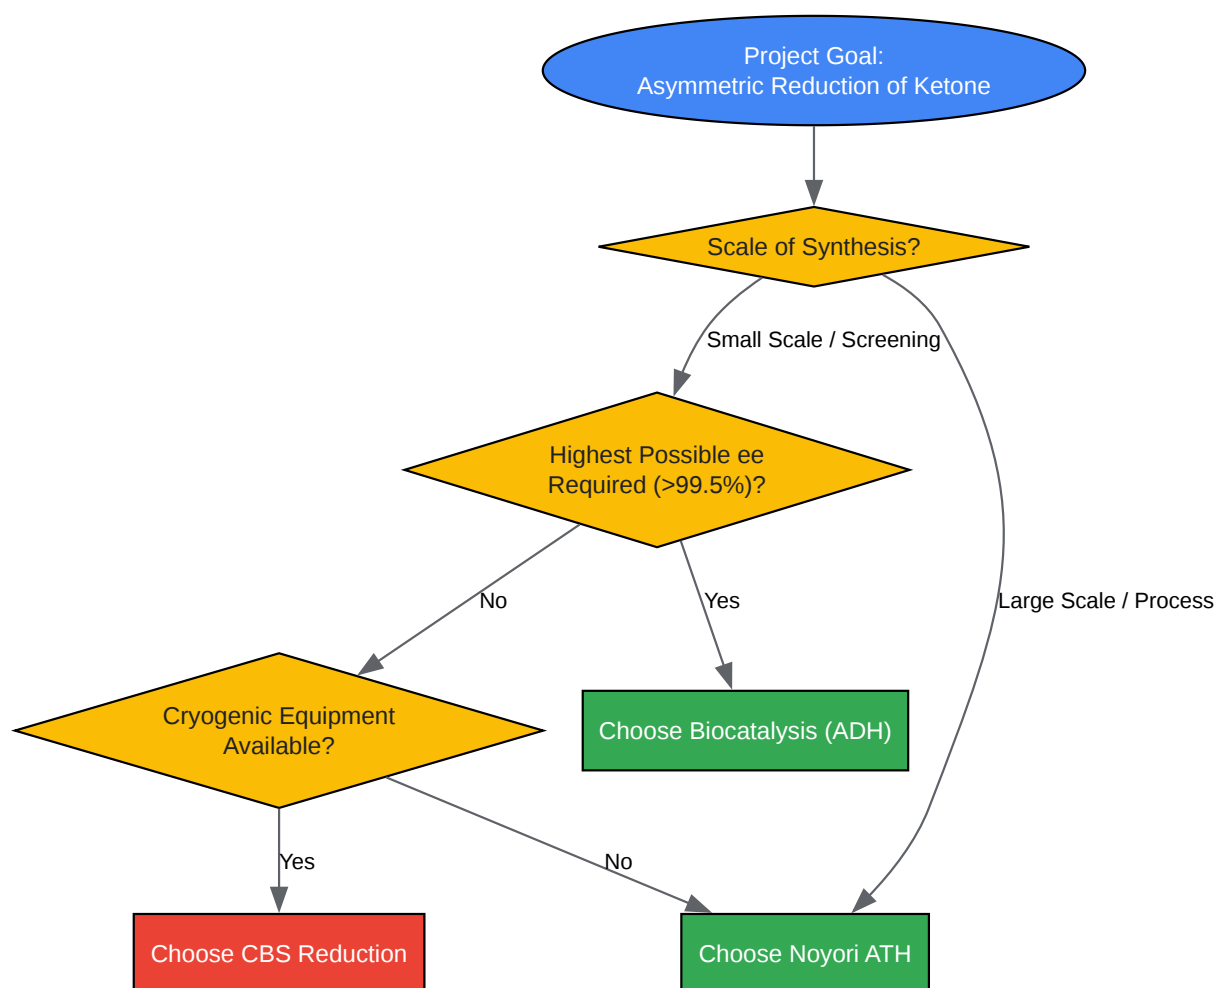 Project Goal:
Asymmetric Reduction of Ketone
Scale of Synthesis?
Small Scale / Screening
Highest Possible ee
Required (>99.5%)?
No
Yes
Large Scale / Process
Cryogenic Equipment
Available?
Choose Biocatalysis (ADH)
Yes
No
Choose CBS Reduction
Choose Noyori ATH